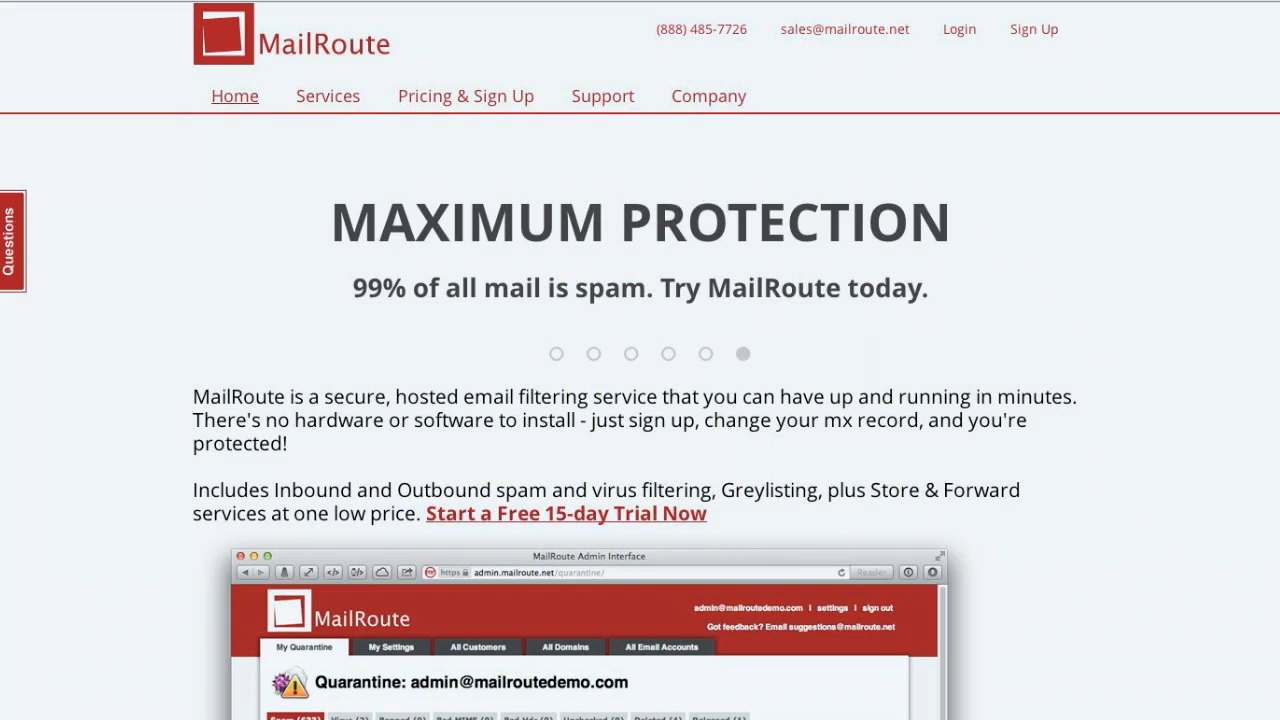 MailRoute
(888) 485-7726 sales@mailroute.net Login Sign Up
Home Services Pricing & Sign Up Support Company
Questions
MAXIMUM PROTECTION
99% of all mail is spam. Try MailRoute today.
MailRoute is a secure, hosted email filtering service that you can have up and running in minutes.
There's no hardware or software to install - just sign up, change your mx record, and you're
protected!
Includes Inbound and Outbound spam and virus filtering, Greylisting, plus Store & Forward
services at one low price. Start a Free 15-day Trial Now
MailRoute Admin Interface
https admin.mailroute.net/quarantine/ Reader
MailRoute
admin@mailroutedemo.com | settings | sign out
Got feedback? Email suggestions@mailroute.net
My Quarantine My Settings All Customers All Domains All Email Accounts
Quarantine: admin@mailroutedemo.com